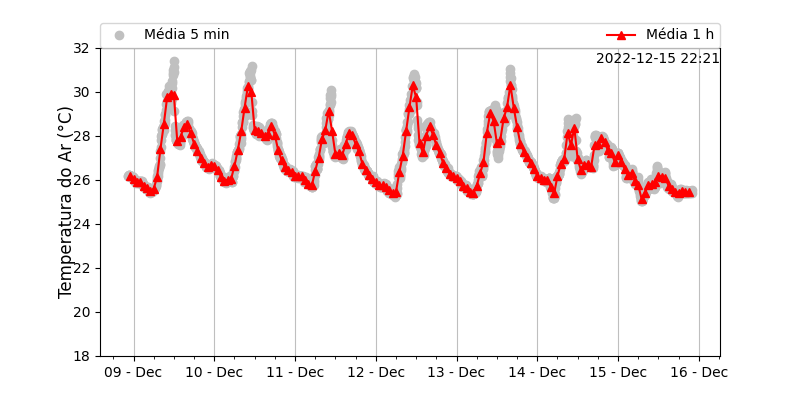 Média 5 min
Média 1 h
2022-12-15 22:21
Temperatura do Ar (°C)
32
30
28
26
24
22
20
18
09 - Dec
10 - Dec
11 - Dec
12 - Dec
13 - Dec
14 - Dec
15 - Dec
16 - Dec